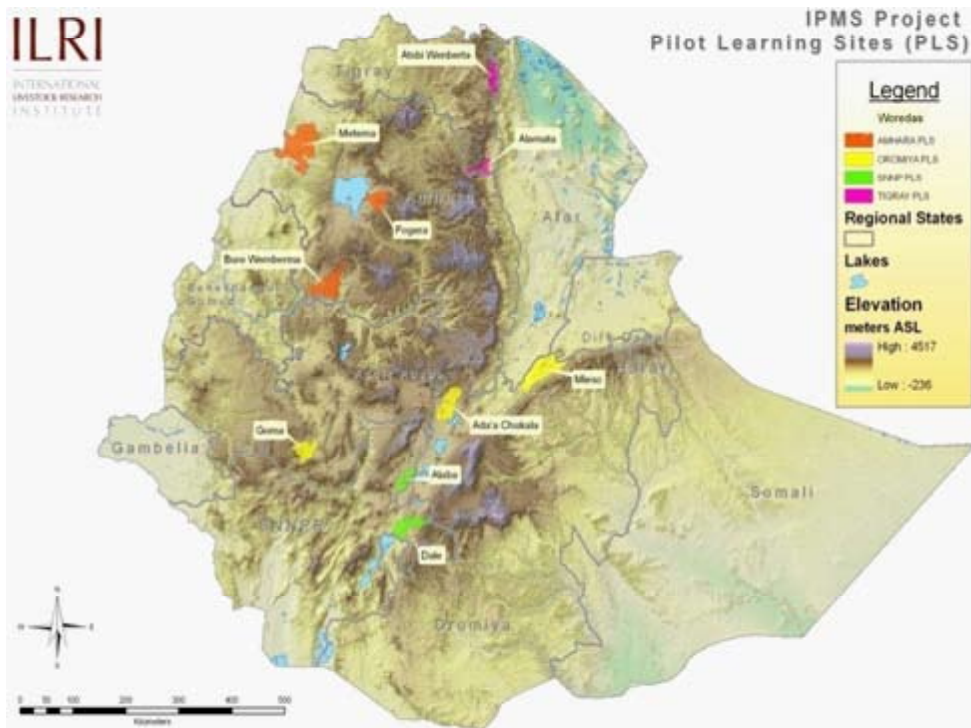 ILRI
INTERNATIONAL
LIVESTOCK RESEARCH
INSTITUTE
IPMS Project
Pilot Learning Sites (PLS)
Legend
Woredas
AMHARA PLS
OROMIYA PLS
SNNP PLS
TIGRAY PLS
Regional States
Lakes
Elevation
meters ASL
High : 4517
Low : -236
Atsbi Wemberta
Tigray
Metema
Alamata
Fogera
Afar
Bure Wemberma
Mieso
Ada'a Chukala
Goma
Gambella
Alaba
Somali
SNNPR
Dale
Oromiya
N
W
E
S
0
50
100
200
300
400
500
Kilometers